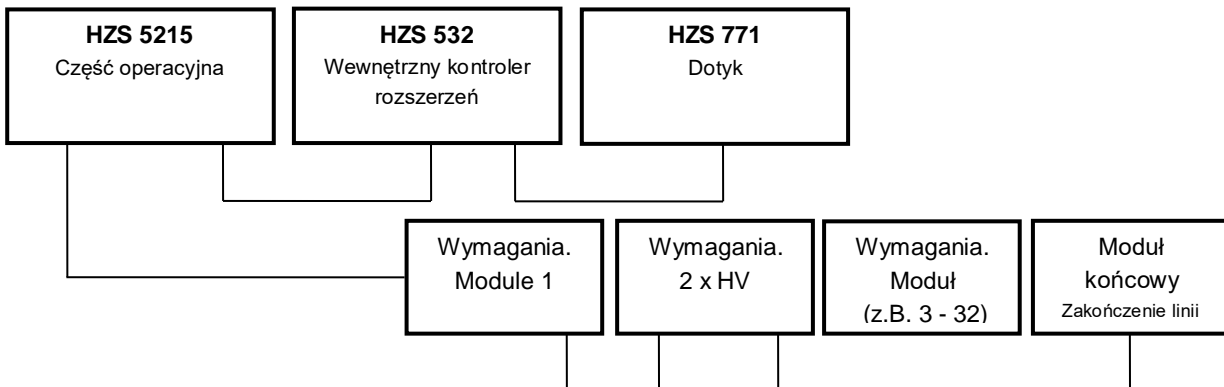 HZS 5215
Część operacyjna
HZS 532
Wewnętrzny kontroler
rozszerzeń
HZS 771
Dotyk
Wymagania.
Module 1
Wymagania.
2 x HV
Wymagania.
Moduł
(z.B. 3 - 32)
Moduł
końcowy
Zakończenie linii